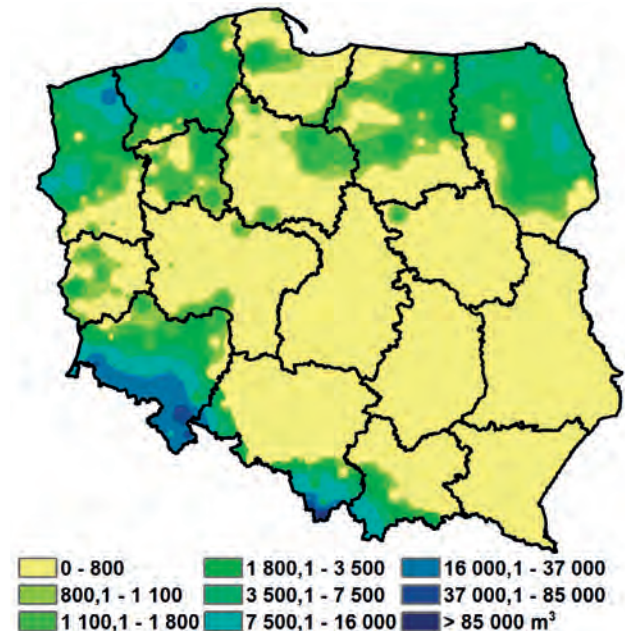 0 - 800
800,1 - 1 100
1 100,1 - 1 800
1 800,1 - 3 500
3 500,1 - 7 500
7 500,1 - 16 000
16 000,1 - 37 000
37 000,1 - 85 000
> 85 000 m³